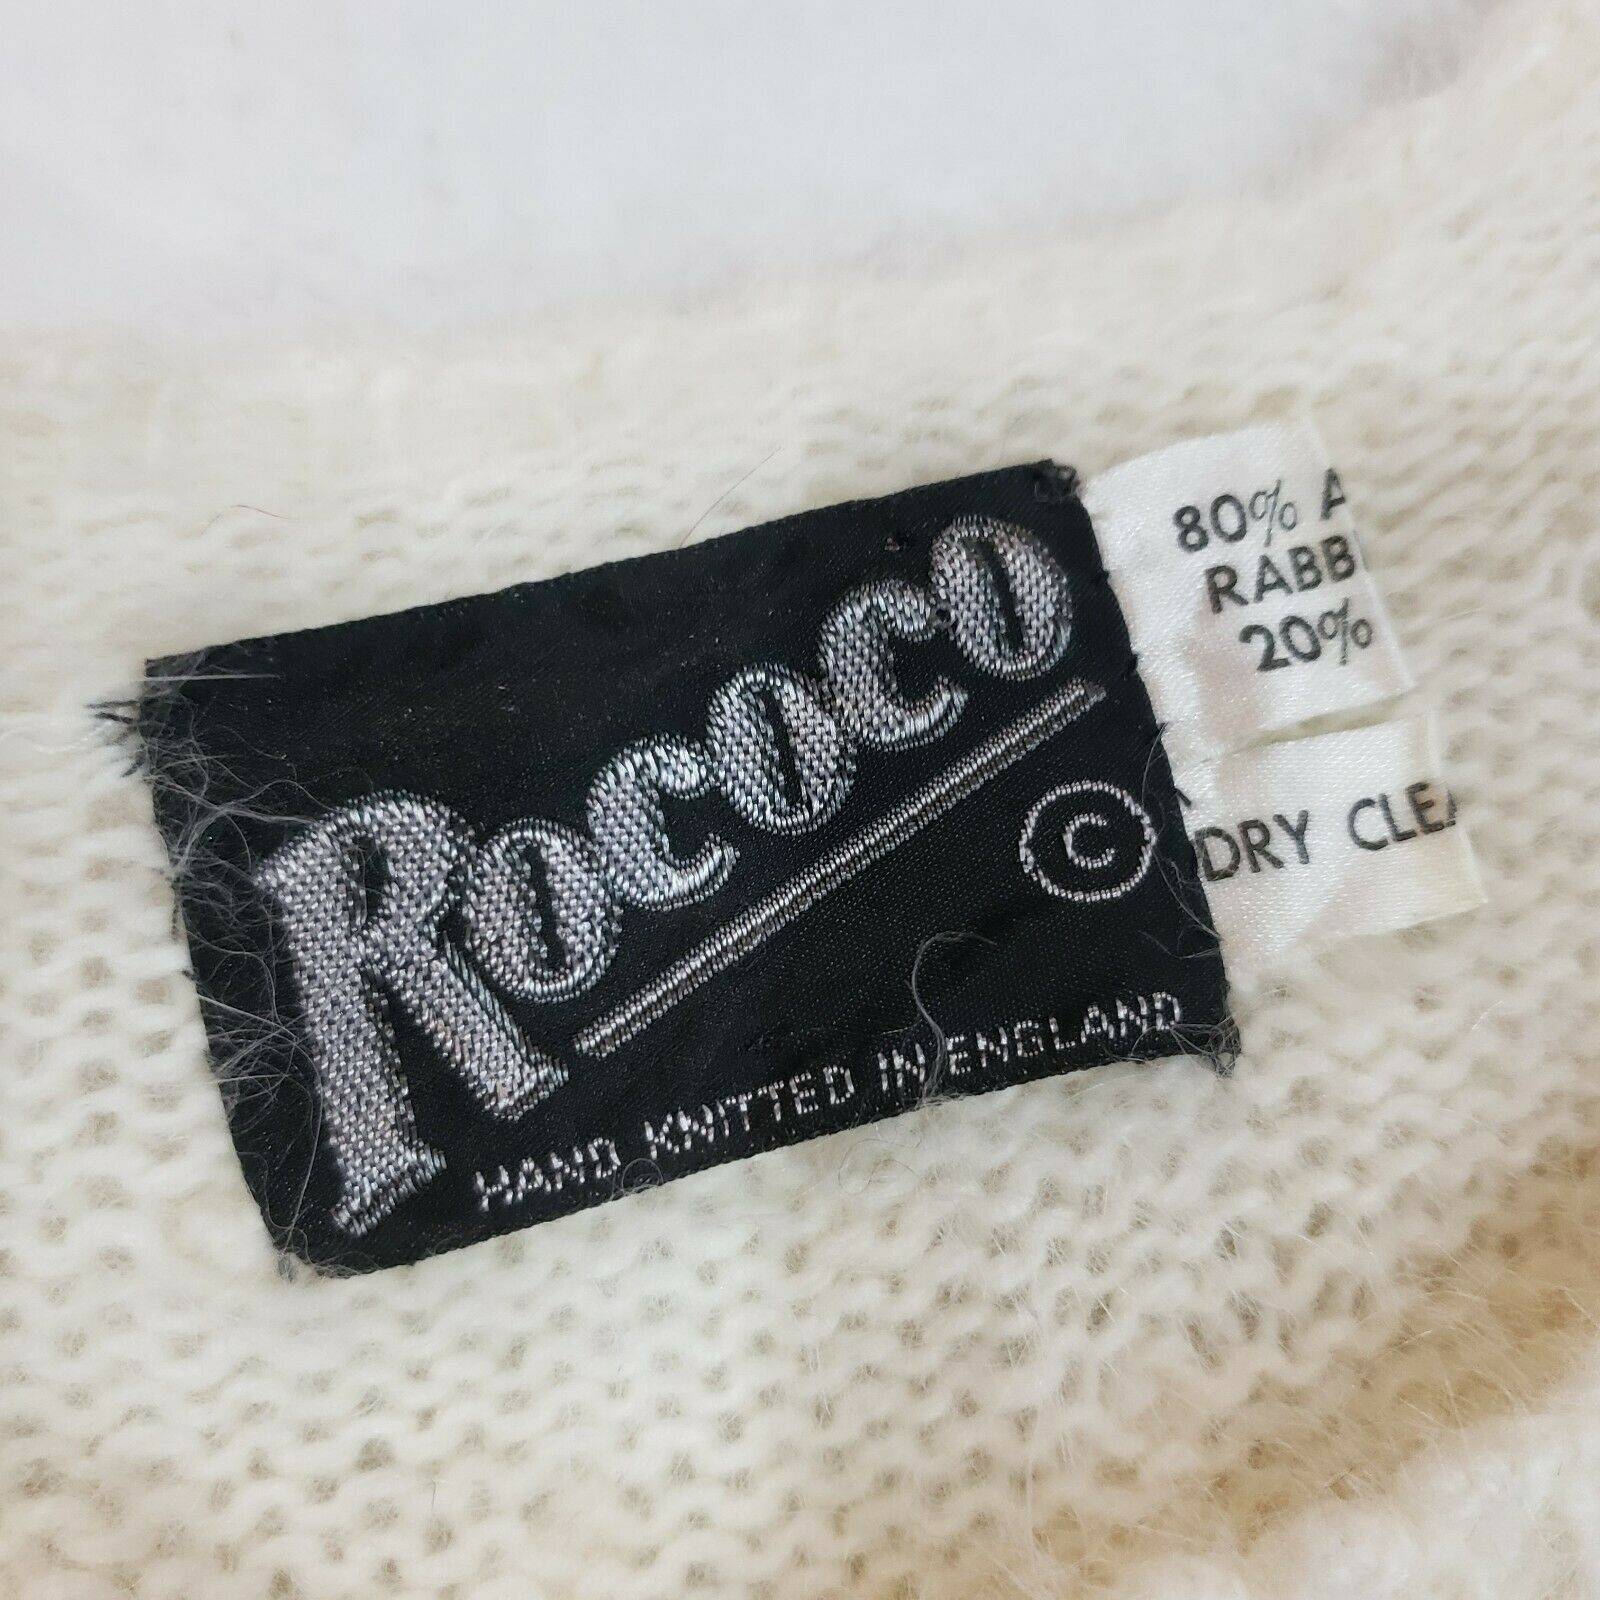 Rococo
©
HAND KNITTED IN ENGLAND
80% A
RABB
20%
DRY CLEA